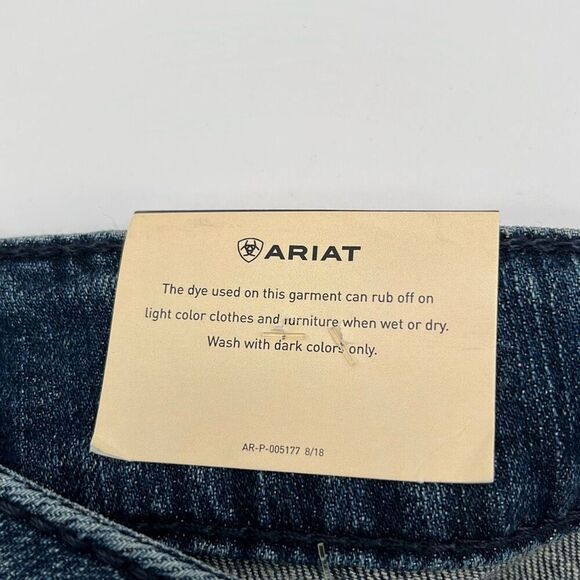 ARIAT
The dye used on this garment can rub off on
light color clothes and furniture when wet or dry.
Wash with dark colors only.
AR-P-005177 8/18